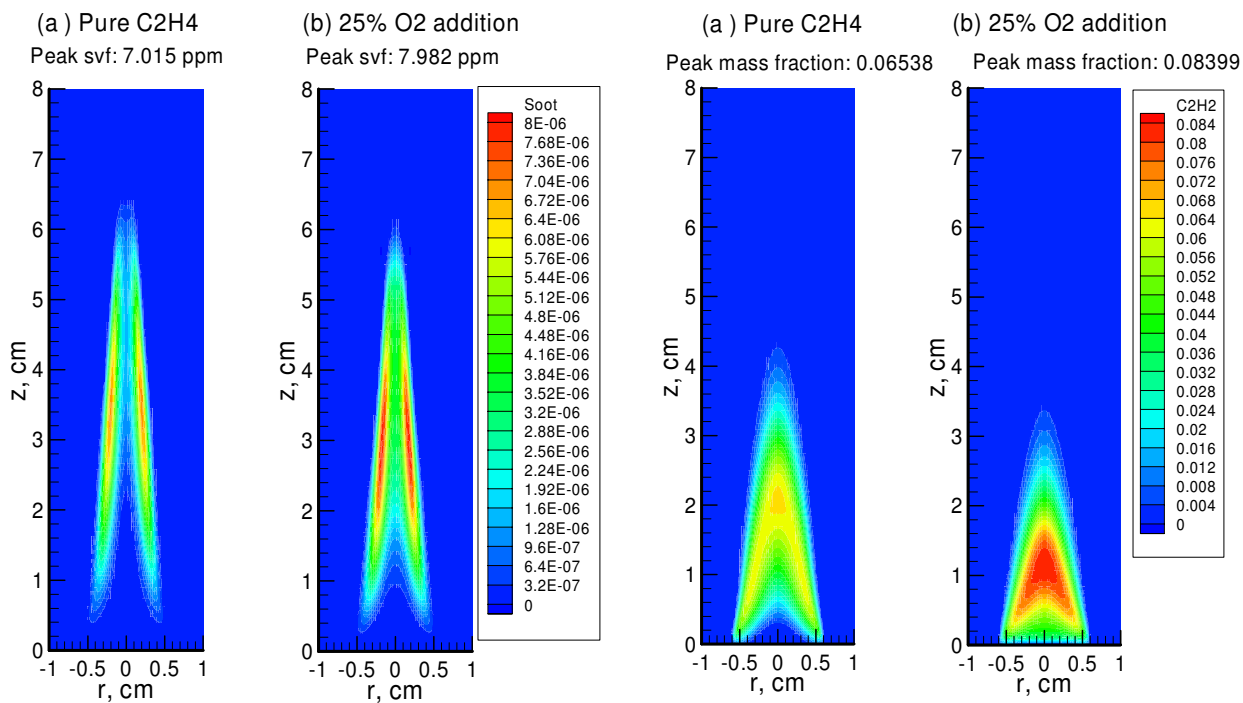 (a ) Pure C2H4
Peak svf: 7.015 ppm
8
7
6
5
4
3
2
1
0
z, cm
-1 -0.5 0 0.5 1
r, cm
(b) 25% O2 addition
Peak svf: 7.982 ppm
8
7
6
5
4
3
2
1
0
z, cm
-1 -0.5 0 0.5 1
r, cm
Soot
8E-06
7.68E-06
7.36E-06
7.04E-06
6.72E-06
6.4E-06
6.08E-06
5.76E-06
5.44E-06
5.12E-06
4.8E-06
4.48E-06
4.16E-06
3.84E-06
3.52E-06
3.2E-06
2.88E-06
2.56E-06
2.24E-06
1.92E-06
1.6E-06
1.28E-06
9.6E-07
6.4E-07
3.2E-07
0
(a ) Pure C2H4
Peak mass fraction: 0.06538
8
7
6
5
4
3
2
1
0
z, cm
-1 -0.5 0 0.5 1
r, cm
(b) 25% O2 addition
Peak mass fraction: 0.08399
8
7
6
5
4
3
2
1
0
z, cm
-1 -0.5 0 0.5 1
r, cm
C2H2
0.084
0.08
0.076
0.072
0.068
0.064
0.06
0.056
0.052
0.048
0.044
0.04
0.036
0.032
0.028
0.024
0.02
0.016
0.012
0.008
0.004
0